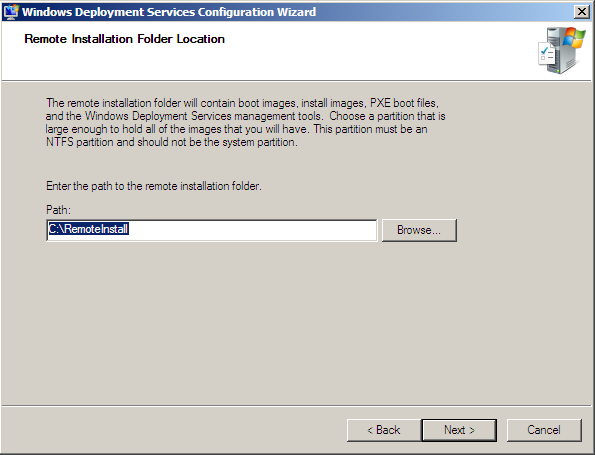 Windows Deployment Services Configuration Wizard
Remote Installation Folder Location
The remote installation folder will contain boot images, install images, PXE boot files,
and the Windows Deployment Services management tools.  Choose a partition that is
large enough to hold all of the images that you will have. This partition must be an
NTFS partition and should not be the system partition.
Enter the path to the remote installation folder.
Path:
C:\RemoteInstall
Browse...
< Back
Next >
Cancel